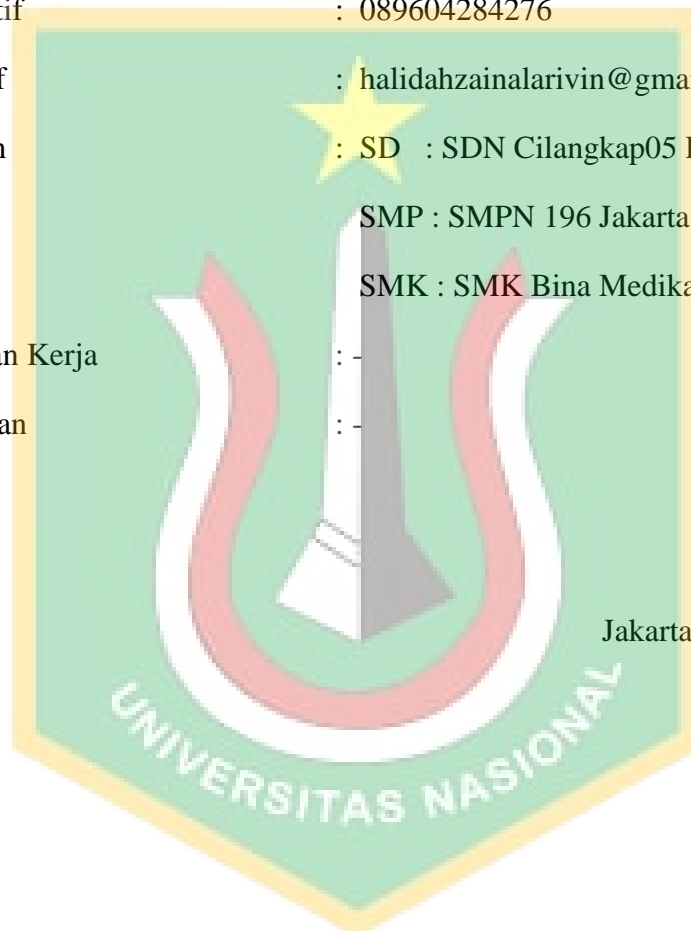 tif : 089604284276
f : halidahzainalarivin@gma
n : SD : SDN Cilangkap05
SMP : SMPN 196 Jakarta
SMK : SMK Bina Medika
an Kerja : -
an : -
Jakarta
UNIVERSITAS NASIONAL